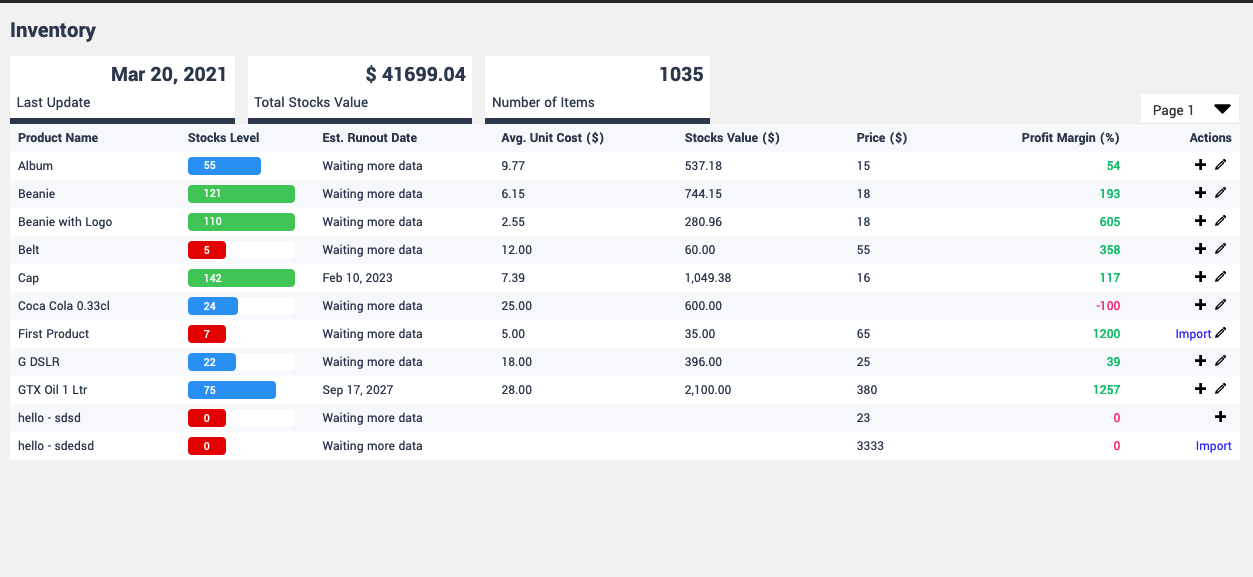 Inventory
Mar 20, 2021
Last Update
$ 41699.04
Total Stocks Value
1035
Number of Items
Page 1
Product Name Stocks Level Est. Runout Date Avg. Unit Cost ($) Stocks Value ($) Price ($) Profit Margin (%) Actions
Album 55 Waiting more data 9.77 537.18 15 54
Beanie 121 Waiting more data 6.15 744.15 18 193
Beanie with Logo 110 Waiting more data 2.55 280.96 18 605
Belt 5 Waiting more data 12.00 60.00 55 358
Cap 142 Feb 10, 2023 7.39 1,049.38 16 117
Coca Cola 0.33cl 24 Waiting more data 25.00 600.00 -100
First Product 7 Waiting more data 5.00 35.00 65 1200 Import
G DSLR 22 Waiting more data 18.00 396.00 25 39
GTX Oil 1 Ltr 75 Sep 17, 2027 28.00 2,100.00 380 1257
hello - sdsd 0 Waiting more data 23 0
hello - sdedsd 0 Waiting more data 3333 0 Import